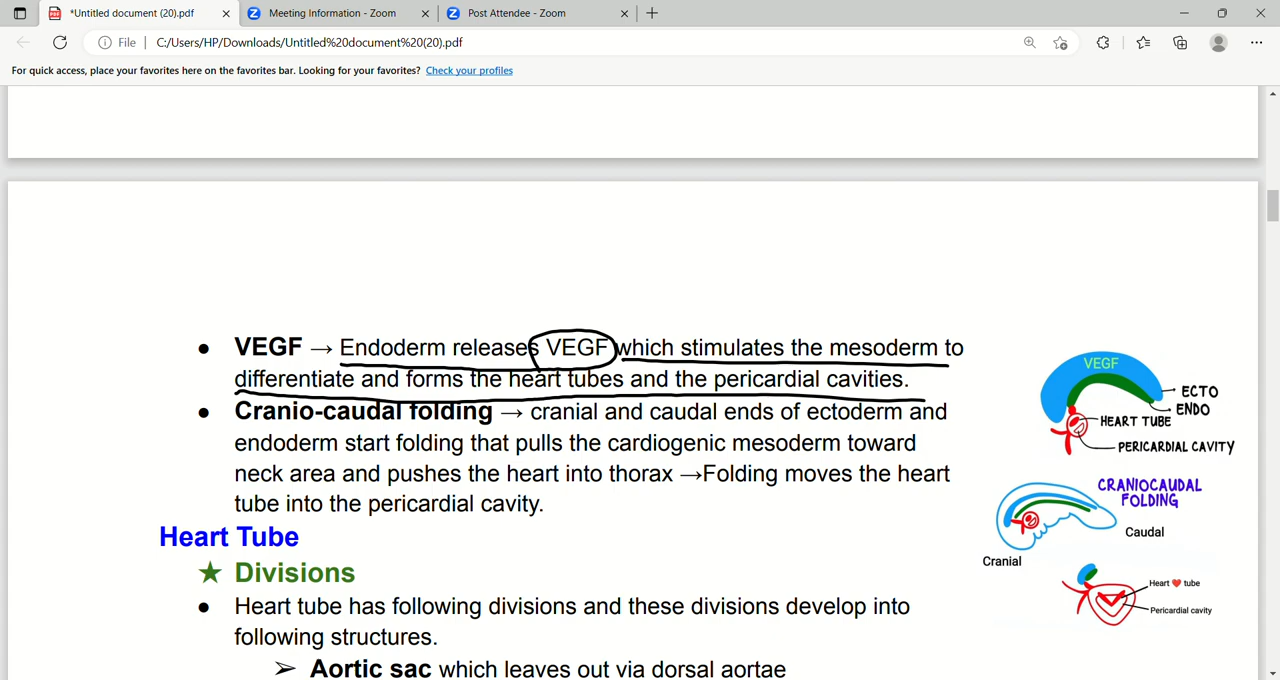 *Untitled document (20).pdf
Meeting Information - Zoom
Post Attendee - Zoom
File
C:/Users/HP/Downloads/Untitled%20document%20(20).pdf
For quick access, place your favorites here on the favorites bar. Looking for your favorites? Check your profiles
● VEGF → Endoderm releases VEGF which stimulates the mesoderm to
differentiate and forms the heart tubes and the pericardial cavities.
● Cranio-caudal folding → cranial and caudal ends of ectoderm and
endoderm start folding that pulls the cardiogenic mesoderm toward
neck area and pushes the heart into thorax →Folding moves the heart
tube into the pericardial cavity.
Heart Tube
★ Divisions
● Heart tube has following divisions and these divisions develop into
following structures.
➢ Aortic sac which leaves out via dorsal aortae
VEGF
ECTO
ENDO
HEART TUBE
PERICARDIAL CAVITY
CRANIOCAUDAL
FOLDING
Caudal
Cranial
Heart ❤ tube
Pericardial cavity